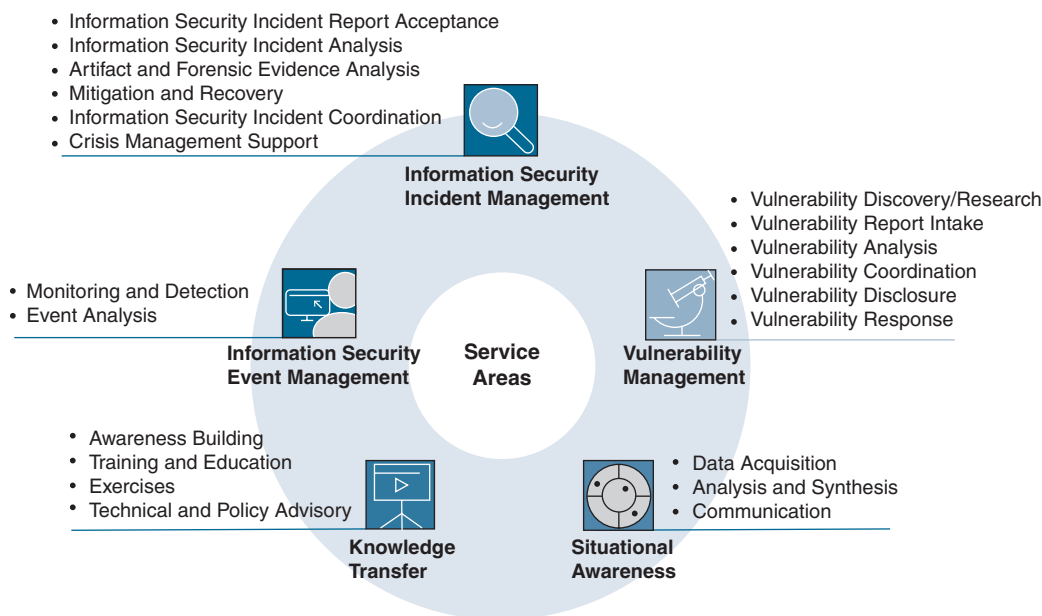 • Information Security Incident Report Acceptance
• Information Security Incident Analysis
• Artifact and Forensic Evidence Analysis
• Mitigation and Recovery
• Information Security Incident Coordination
• Crisis Management Support
Information Security
Incident Management
• Vulnerability Discovery/Research
• Vulnerability Report Intake
• Vulnerability Analysis
• Vulnerability Coordination
• Vulnerability Disclosure
• Vulnerability Response
Vulnerability
Management
• Monitoring and Detection
• Event Analysis
Information Security
Event Management
Service
Areas
• Awareness Building
• Training and Education
• Exercises
• Technical and Policy Advisory
Knowledge
Transfer
• Data Acquisition
• Analysis and Synthesis
• Communication
Situational
Awareness